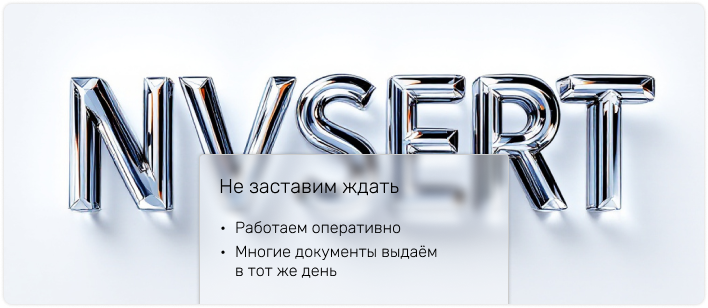 NVSERT
Не заставим ждать
• Работаем оперативно
• Многие документы выдаём
в тот же день